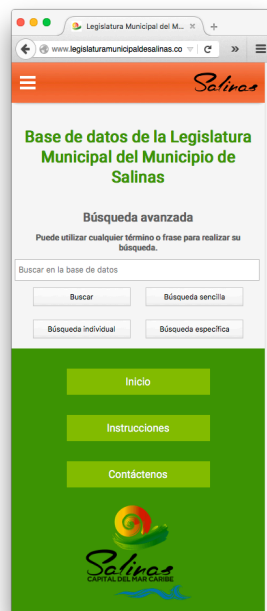 Legislatura Municipal del M...
www.legislaturamunicipaldesalinas.co
Salinas
Base de datos de la Legislatura
Municipal del Municipio de
Salinas
Búsqueda avanzada
Puede utilizar cualquier término o frase para realizar su
búsqueda.
Buscar en la base de datos
Buscar Búsqueda sencilla
Búsqueda individual Búsqueda específica
Inicio
Instrucciones
Contáctenos
Salinas
CAPITAL DEL MAR CARIBE